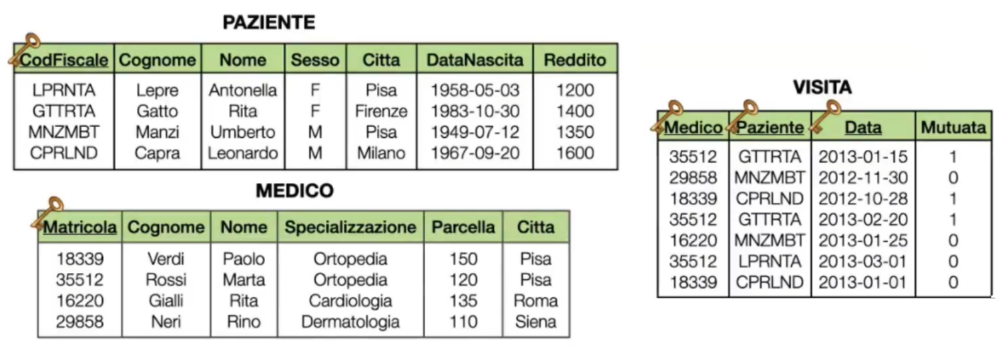 PAZIENTE
CodFiscale Cognome Nome Sesso Citta DataNascita Reddito
LPRNTA Lepre Antonella F Pisa 1958-05-03 1200
GTTRTA Gatto Rita F Firenze 1983-10-30 1400
MNZMBT Manzi Umberto M Pisa 1949-07-12 1350
CPRLND Capra Leonardo M Milano 1967-09-20 1600
MEDICO
Matricola Cognome Nome Specializzazione Parcella Citta
18339 Verdi Paolo Ortopedia 150 Pisa
35512 Rossi Marta Ortopedia 120 Pisa
16220 Gialli Rita Cardiologia 135 Roma
29858 Neri Rino Dermatologia 110 Siena
VISITA
Medico Paziente Data Mutuata
35512 GTTRTA 2013-01-15 1
29858 MNZMBT 2012-11-30 0
18339 CPRLND 2012-10-28 1
35512 GTTRTA 2013-02-20 1
16220 MNZMBT 2013-01-25 0
35512 LPRNTA 2013-03-01 0
18339 CPRLND 2013-01-01 0